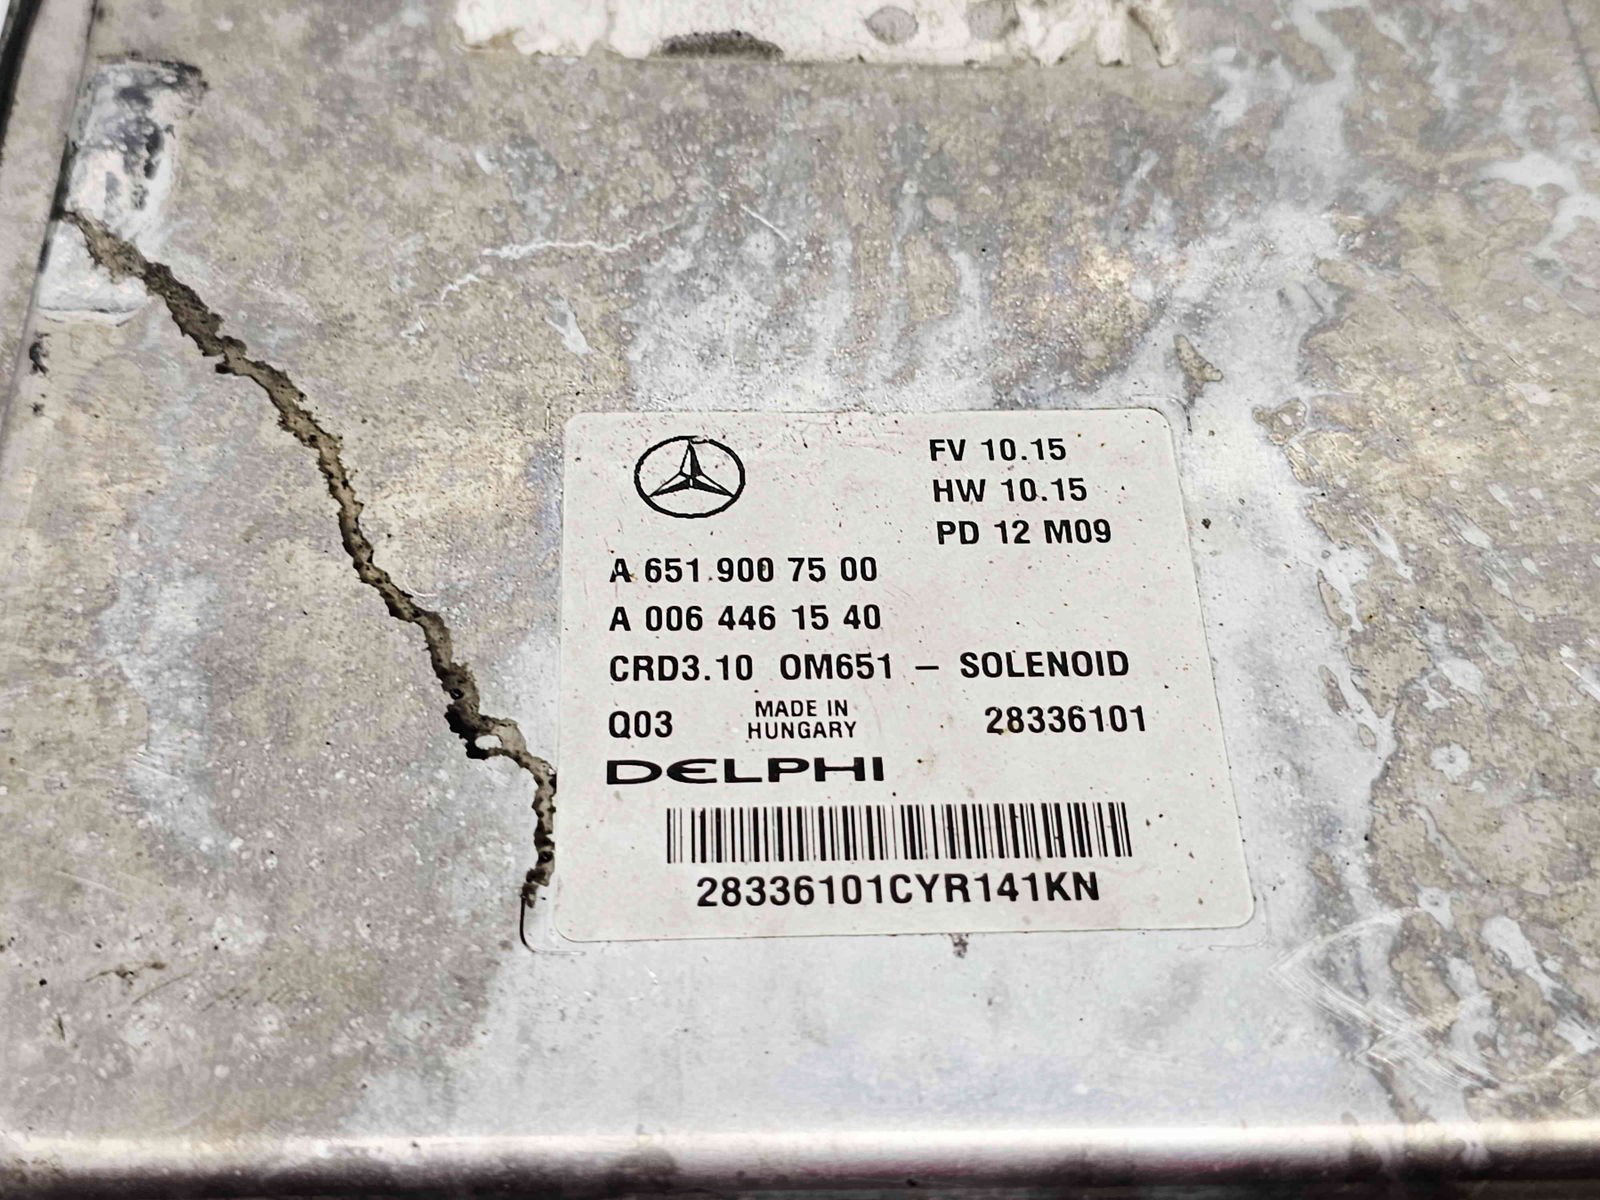 FV 10.15
HW 10.15
PD 12 M09
A 651 900 75 00
A 006 446 15 40
CRD3.10 OM651 – SOLENOID
Q03 MADE IN HUNGARY 28336101
DELPHI
28336101CYR141KN